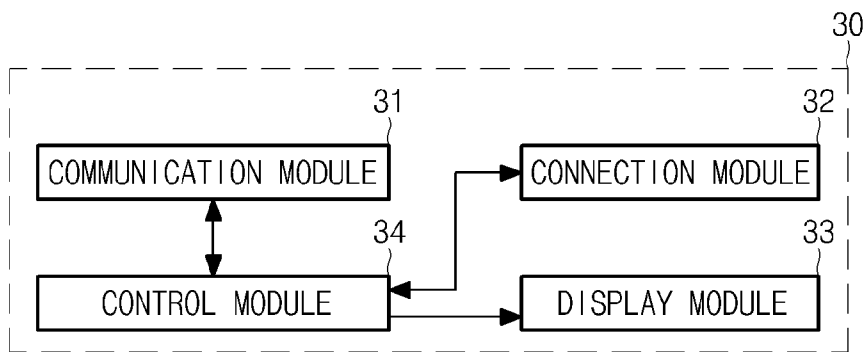 30
31
32
COMMUNICATION MODULE
CONNECTION MODULE
34
33
CONTROL MODULE
DISPLAY MODULE